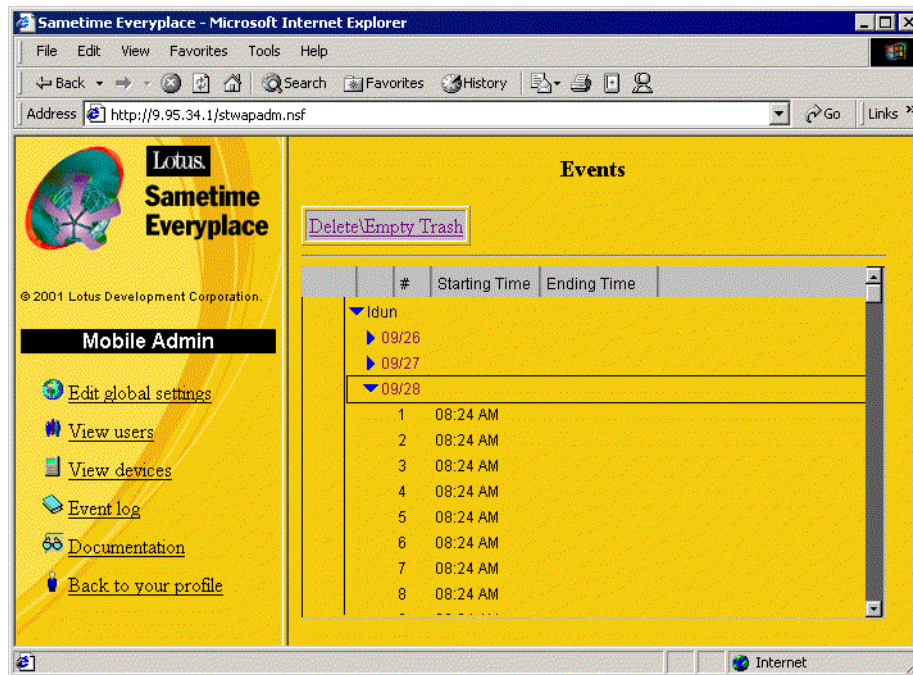 Sametime Everyplace - Microsoft Internet Explorer
File Edit View Favorites Tools Help
Back Search Favorites History
Address http://9.95.34.1/stwapadm.nsf Go Links »
Lotus.
Sametime
Everyplace
© 2001 Lotus Development Corporation.
Mobile Admin
Edit global settings
View users
View devices
Event log
Documentation
Back to your profile
Events
Delete\Empty Trash
# Starting Time Ending Time
Idun
09/26
09/27
09/28
1 08:24 AM
2 08:24 AM
3 08:24 AM
4 08:24 AM
5 08:24 AM
6 08:24 AM
7 08:24 AM
8 08:24 AM
Internet